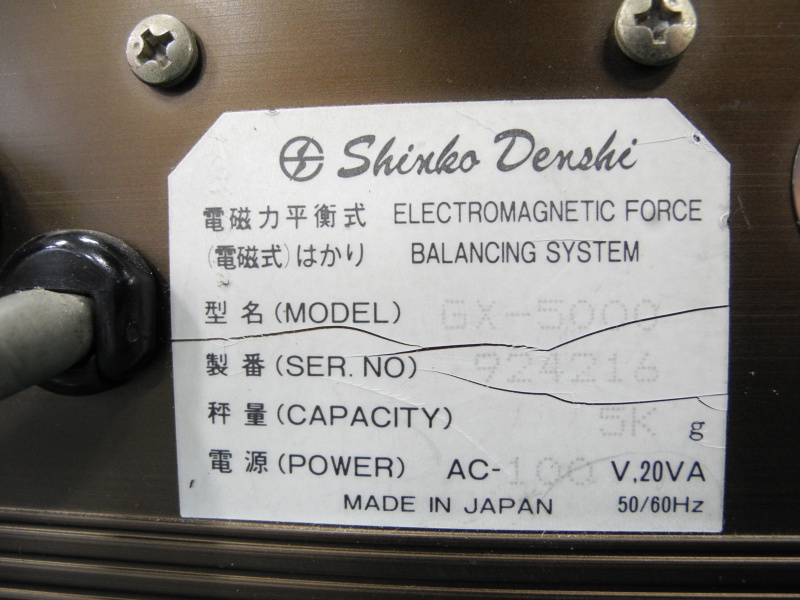 Shinko Denshi
電磁力平衡式 ELECTROMAGNETIC FORCE
(電磁式)はかり BALANCING SYSTEM
型名(MODEL) GX-5000
製番(SER.NO) 924216
秤量(CAPACITY) 5K g
電源(POWER) AC-100 V,20VA
MADE IN JAPAN 50/60Hz